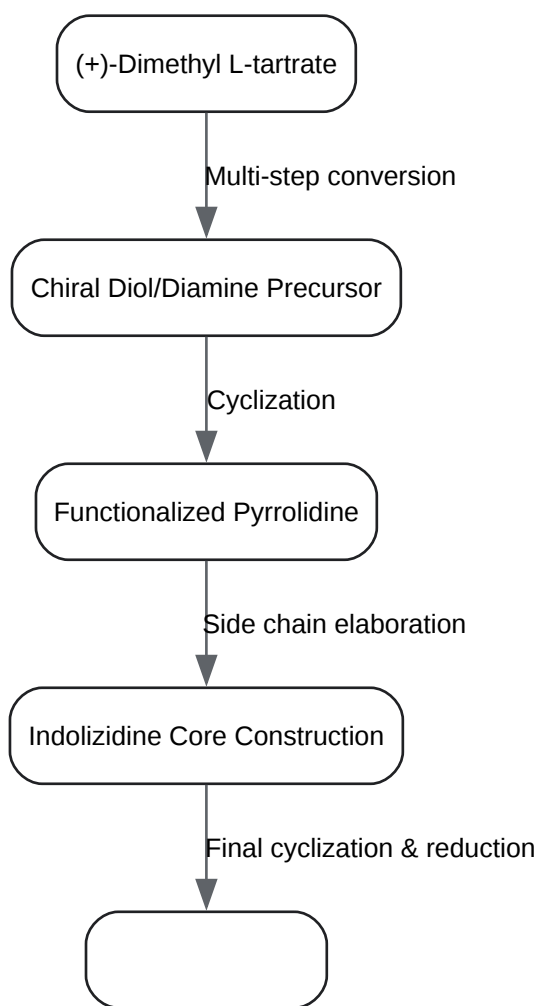 (+)-Dimethyl L-tartrate
Multi-step conversion
Chiral Diol/Diamine Precursor
Cyclization
Functionalized Pyrrolidine
Side chain elaboration
Indolizidine Core Construction
Final cyclization & reduction